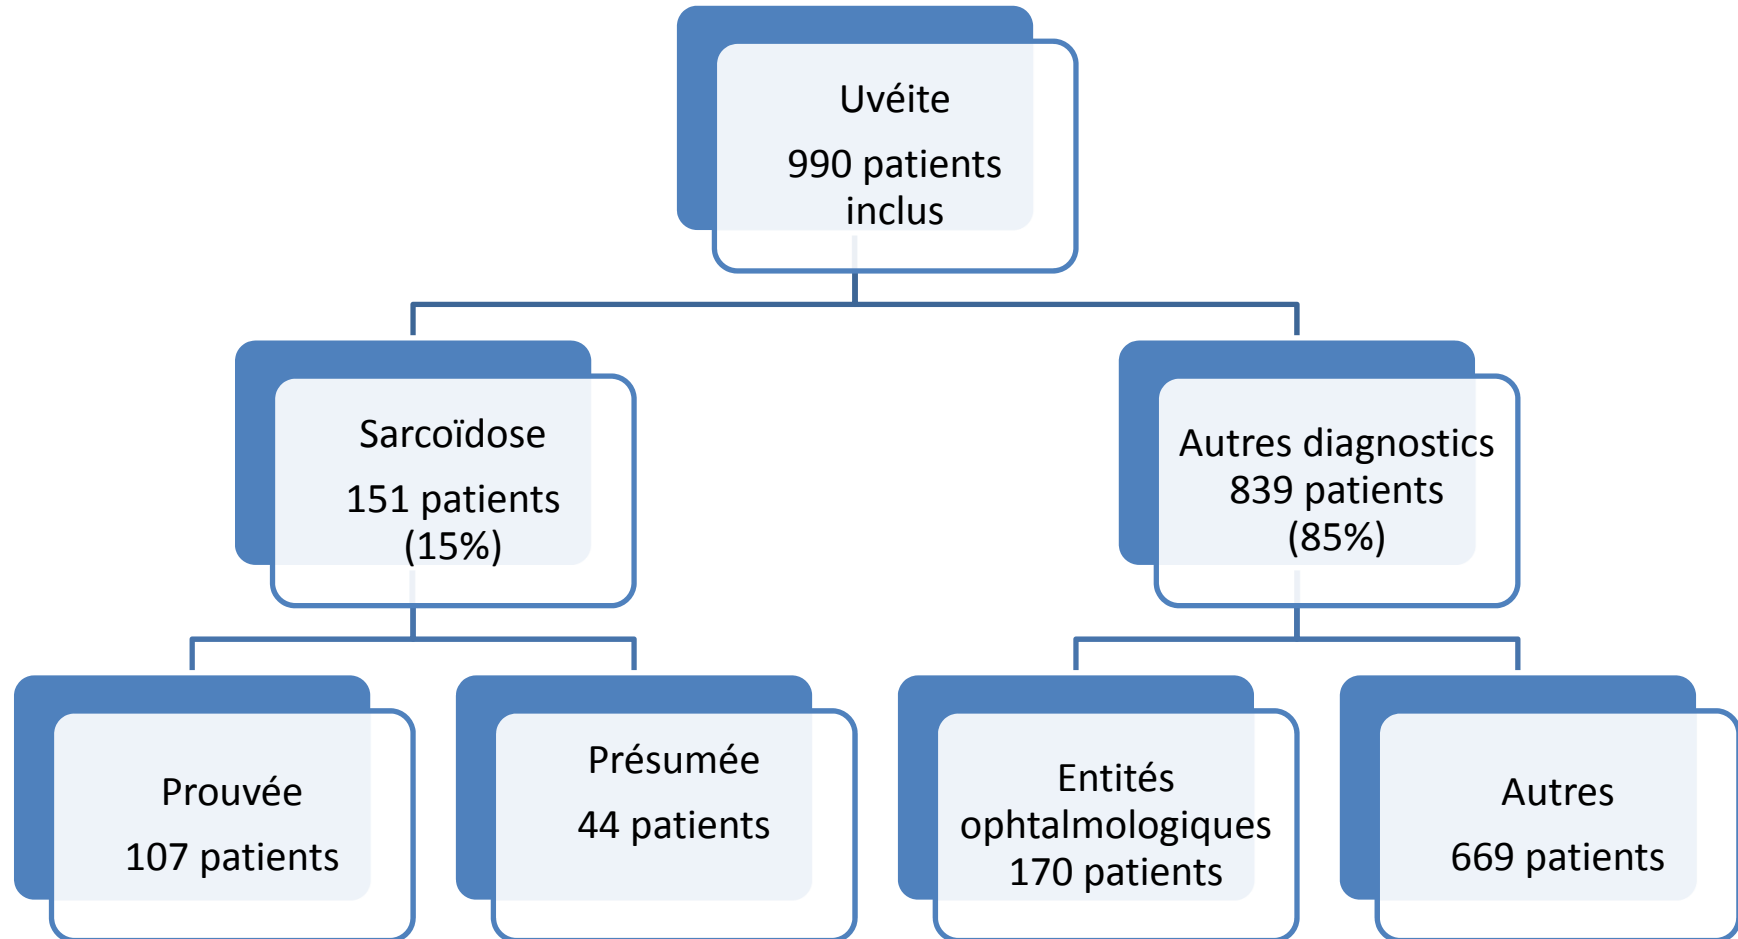 Uvéite
990 patients
inclus
Sarcoïdose
151 patients
(15%)
Autres diagnostics
839 patients
(85%)
Prouvée
107 patients
Présumée
44 patients
Entités
ophtalmologiques
170 patients
Autres
669 patients